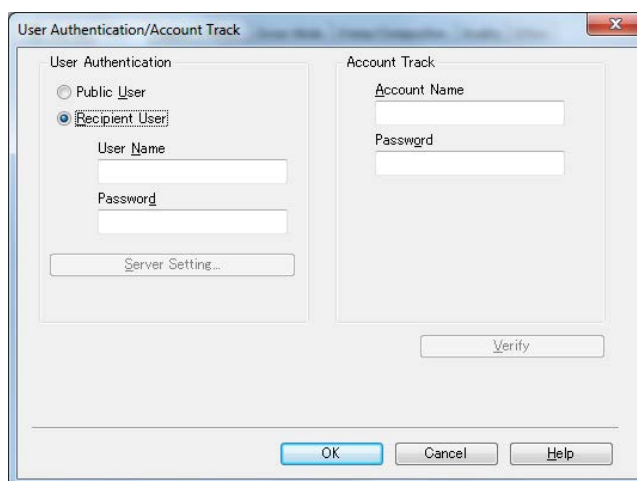 User Authentication/Account Track
User Authentication
Public User
Recipient User
User Name
Password
Server Setting...
Account Track
Account Name
Password
Verify
OK
Cancel
Help